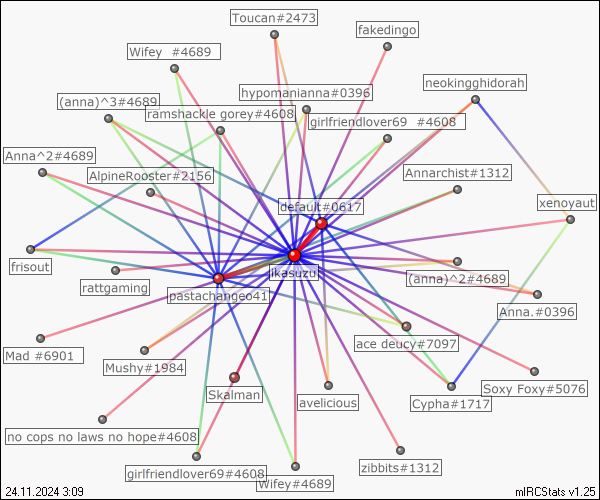 Toucan#2473
fakedingo
Wifey  #4689
neokingghidorah
hypomanianna#0396
(anna)^3#4689
ramshackle gorey#4608
girlfriendlover69  #4608
Anna^2#4689
AlpineRooster#2156
Annarchist#1312
default#0617
xenoyaut
frisout
ikasuzu
(anna)^2#4689
rattgaming
pastachangeo41
Anna.#0396
ace deucy#7097
Mad #6901
Mushy#1984
Skalman
avelicious
Cypha#1717
Soxy Foxy#5076
no cops no laws no hope#4608
girlfriendlover69#4608
zibbits#1312
Wifey#4689
24.11.2024 3:09
mIRCStats v1.25